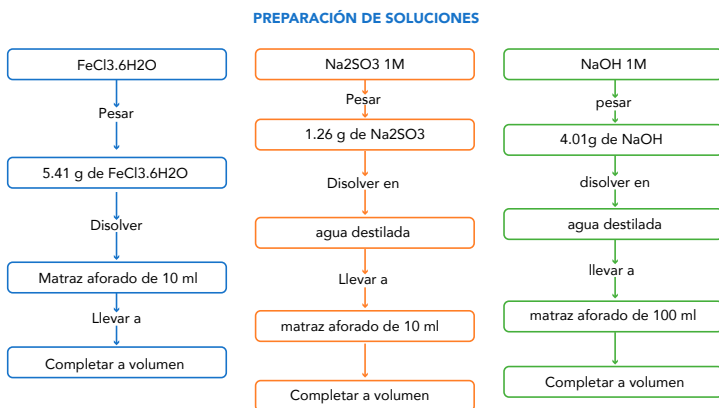 PREPARACIÓN DE SOLUCIONES
FeCl3.6H2O
Pesar
5.41 g de FeCl3.6H2O
Disolver
Matraz aforado de 10 ml
Llevar a
Completar a volumen
Na2SO3 1M
Pesar
1.26 g de Na2SO3
Disolver en
agua destilada
Llevar a
matraz aforado de 10 ml
Completar a volumen
NaOH 1M
pesar
4.01g de NaOH
disolver en
agua destilada
llevar a
matraz aforado de 100 ml
Completar a volumen